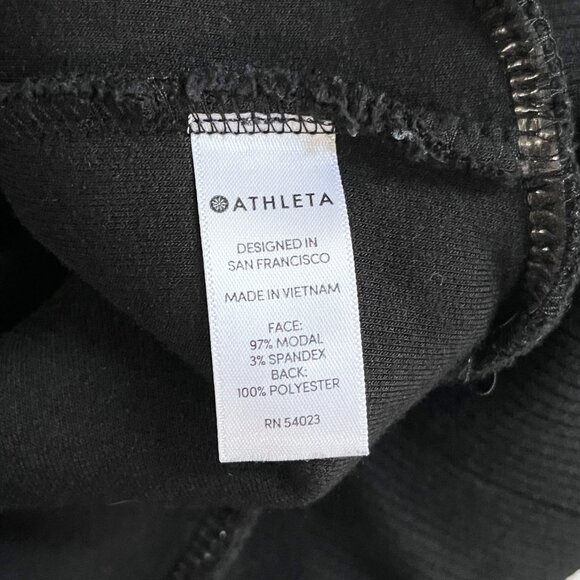 ATHLETA
DESIGNED IN
SAN FRANCISCO
MADE IN VIETNAM
FACE:
97% MODAL
3% SPANDEX
BACK:
100% POLYESTER
RN 54023